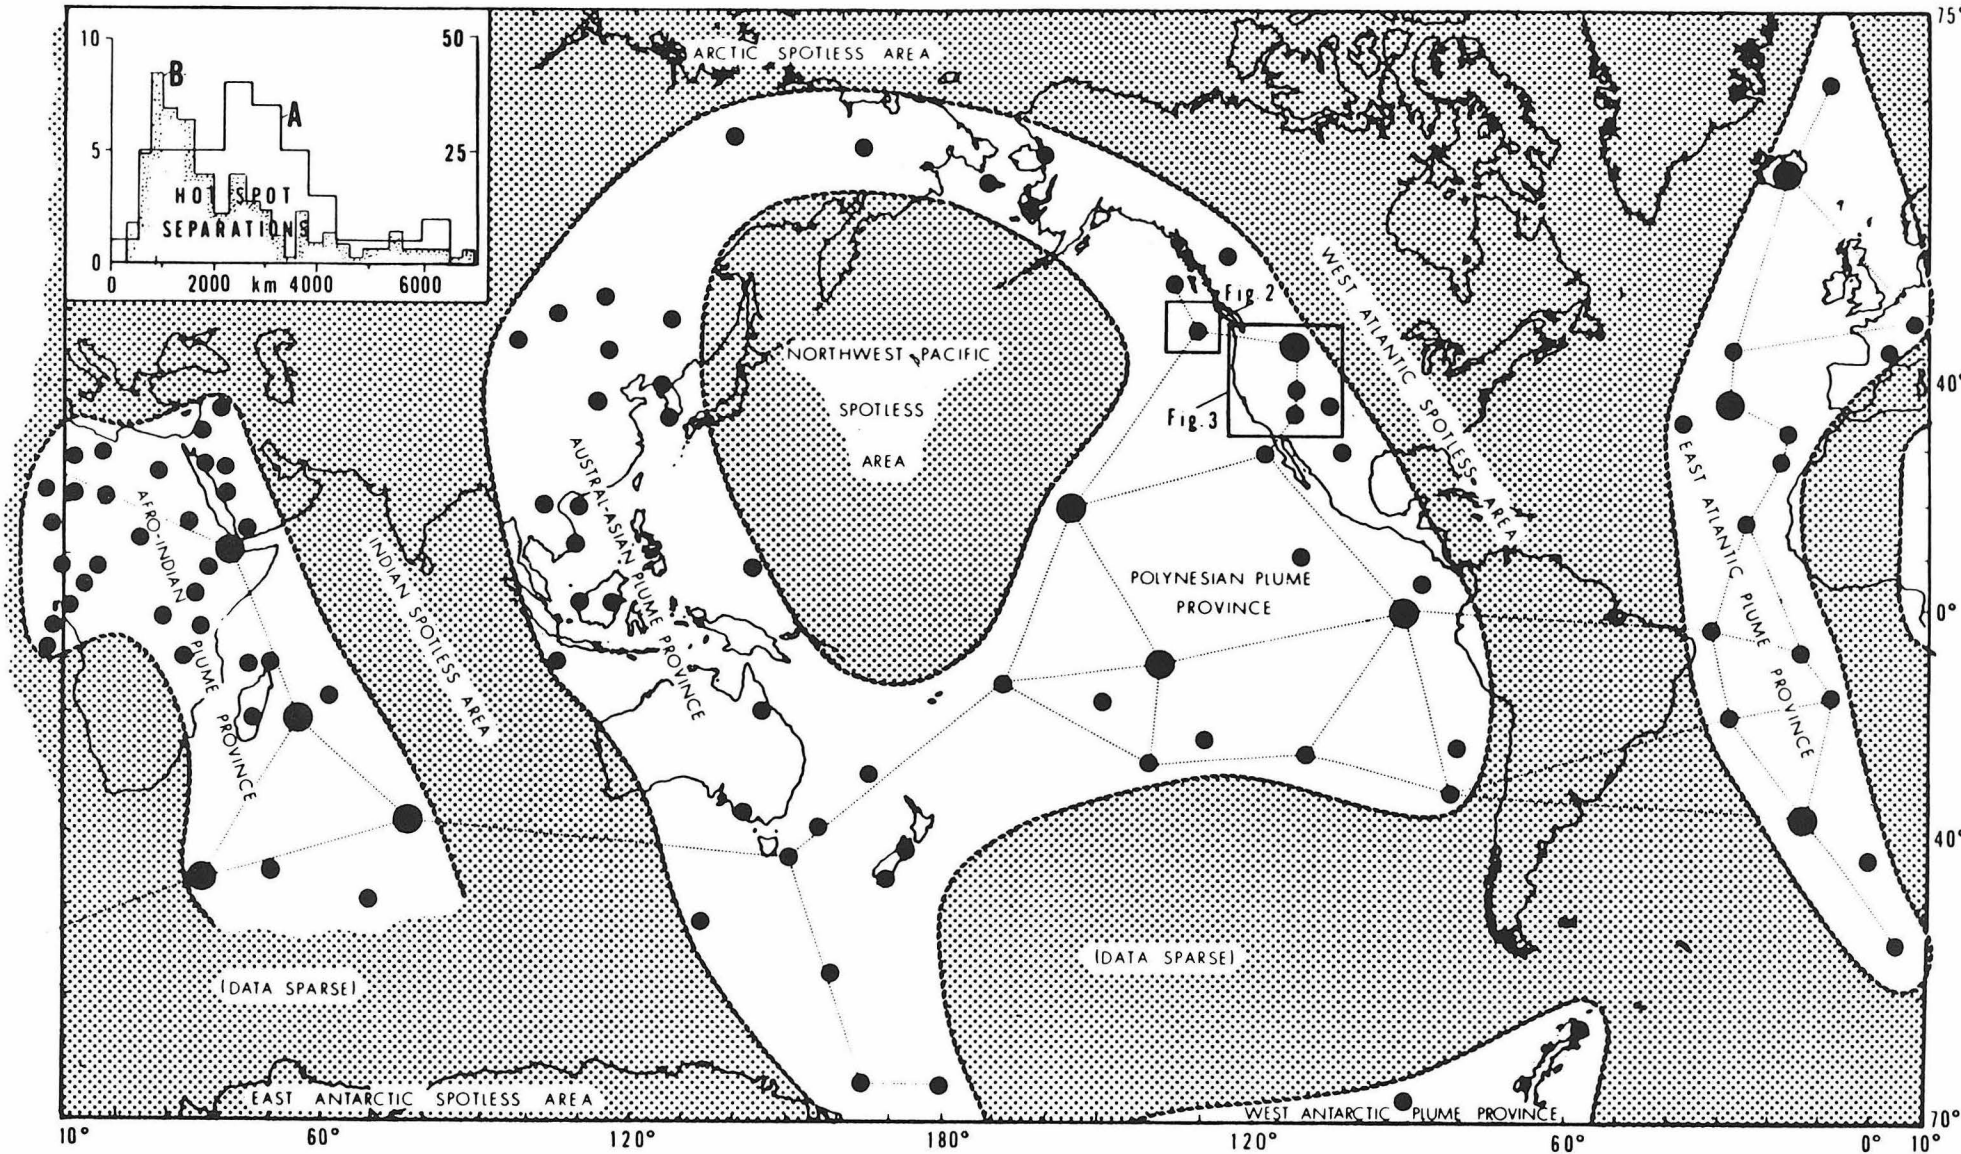 75°
ARCTIC SPOTLESS AREA
10
50
B
A
5
25
HOT SPOT
SEPARATIONS
0
0
2000
km
4000
6000
WEST ATLANTIC SPOTLESS AREA
Fig. 2
NORTHWEST PACIFIC
SPOTLESS
AREA
40°
Fig. 3
AUSTRAL-ASIAN PLUME PROVINCE
EAST ATLANTIC PLUME PROVINCE
AFRO-INDIAN
PLUME
PROVINCE
INDIAN SPOTLESS AREA
POLYNESIAN PLUME
PROVINCE
0°
40°
(DATA SPARSE)
(DATA SPARSE)
EAST ANTARCTIC SPOTLESS AREA
WEST ANTARCTIC PLUME PROVINCE
70°
10°
60°
120°
180°
120°
60°
0°
10°